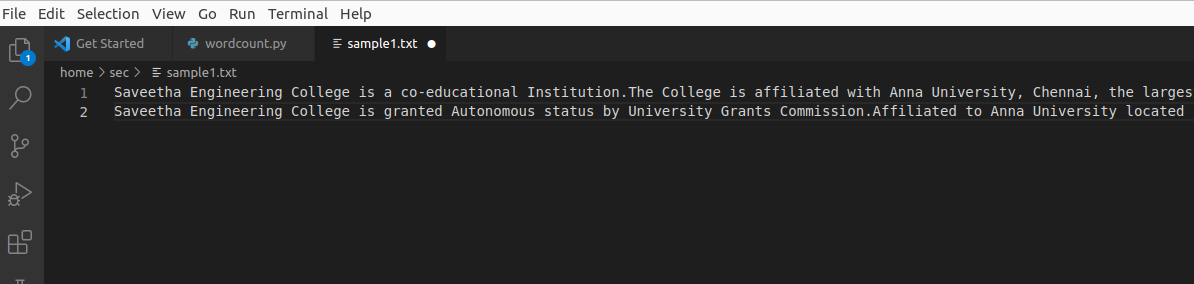 File Edit Selection View Go Run Terminal Help
Get Started wordcount.py sample1.txt
1
home > sec > sample1.txt
1 Saveetha Engineering College is a co-educational Institution.The College is affiliated with Anna University, Chennai, the larges
2 Saveetha Engineering College is granted Autonomous status by University Grants Commission.Affiliated to Anna University located